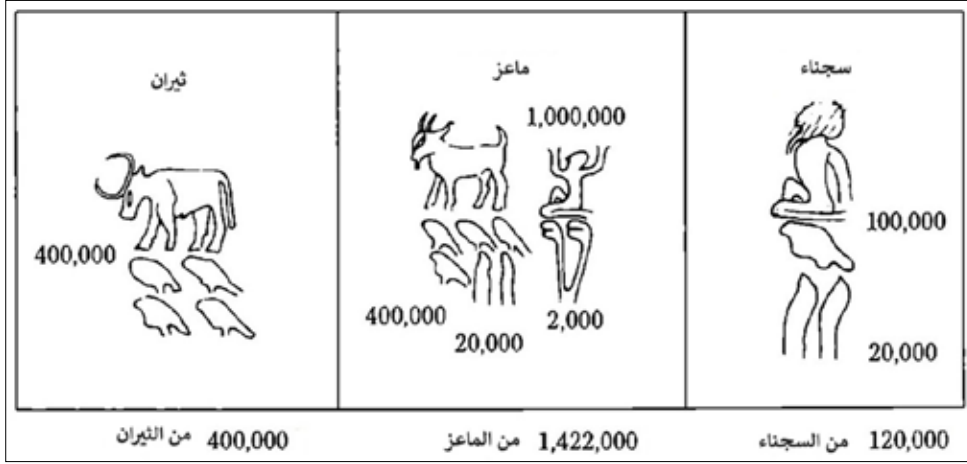 سجناء
100,000
20,000
120,000 من السجناء
ماعز
1,000,000
400,000
20,000
2,000
1,422,000 من الماعز
ثيران
400,000
400,000 من الثيران